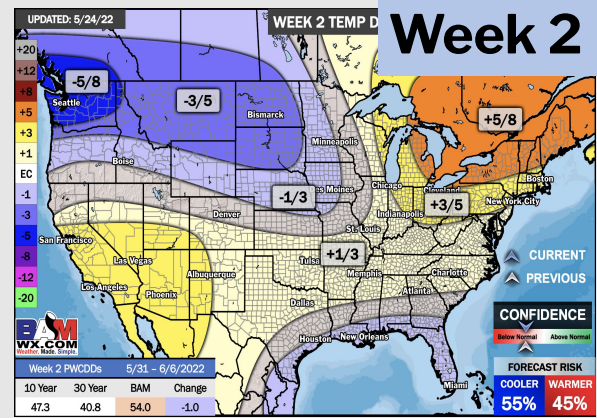 UPDATED: 5/24/22
WEEK 2 TEMP D
Week 2
+20
+12
+8
+5
+3
+1
EC
-1
-3
-5
-8
-12
-20
-5/8
Seattle
-3/5
Bismarck
+5/8
Minneapolis
Boise
-1/3
es Moines
Chicago
Cleveland
Boston
+3/5
New York City
Denver
Indianapolis
St. Louis
San Francisco
Las Vegas
Tulsa
+1/3
Albuquerque
Memphis
Charlotte
Los Angeles
Phoenix
Atlanta
Dallas
Houston
New Orleans
Miami
CURRENT
PREVIOUS
CONFIDENCE
Below Normal
Above Normal
FORECAST RISK
COOLER
WARMER
55%
45%
BAM
WX.COM
Weather. Made. Simple.
Week 2 PWCDDs 5/31 – 6/6/2022
10 Year 30 Year BAM Change
47.3 40.8 54.0 -1.0